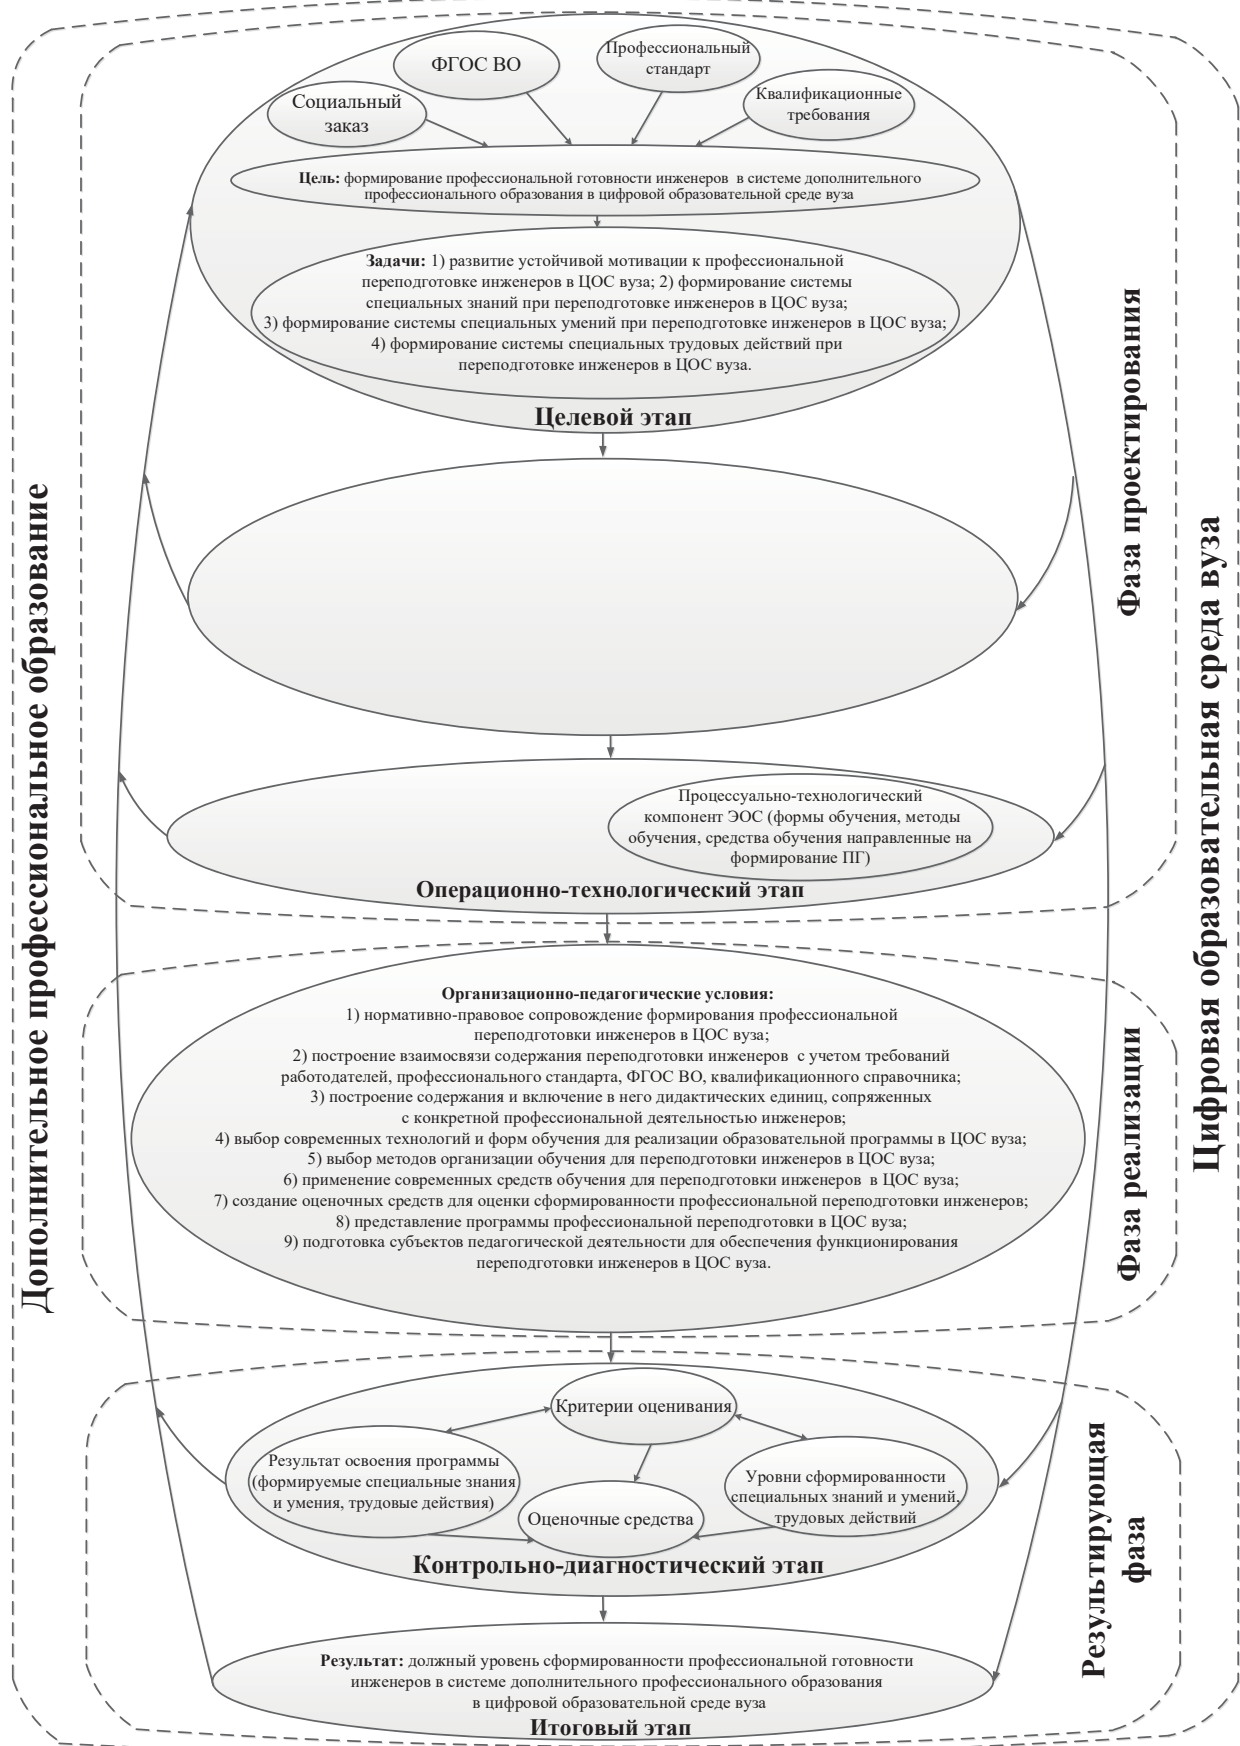 ФГОС ВО
Профессиональный
стандарт
Социальный
заказ
Квалификационные
требования
Цель: формирование профессиональной готовности инженеров в системе дополнительного
профессионального образования в цифровой образовательной среде вуза
Задачи: 1) развитие устойчивой мотивации к профессиональной
переподготовке инженеров в ЦОС вуза; 2) формирование системы
специальных знаний при переподготовке инженеров в ЦОС вуза;
3) формирование системы специальных умений при переподготовке инженеров в ЦОС вуза;
4) формирование системы специальных трудовых действий при
переподготовке инженеров в ЦОС вуза.
Целевой этап
Процессуально-технологический
компонент ЭОС (формы обучения, методы
обучения, средства обучения направленные на
формирование ПГ)
Операционно-технологический этап
Организационно-педагогические условия:
1) нормативно-правовое сопровождение формирования профессиональной
переподготовки инженеров в ЦОС вуза;
2) построение взаимосвязи содержания переподготовки инженеров с учетом требований
работодателей, профессионального стандарта, ФГОС ВО, квалификационного справочника;
3) построение содержания и включение в него дидактических единиц, сопряженных
с конкретной профессиональной деятельностью инженеров;
4) выбор современных технологий и форм обучения для реализации образовательной программы в ЦОС вуза;
5) выбор методов организации обучения для переподготовки инженеров в ЦОС вуза;
6) применение современных средств обучения для переподготовки инженеров в ЦОС вуза;
7) создание оценочных средств для оценки сформированности профессиональной переподготовки инженеров;
8) представление программы профессиональной переподготовки в ЦОС вуза;
9) подготовка субъектов педагогической деятельности для обеспечения функционирования
переподготовки инженеров в ЦОС вуза.
Критерии оценивания
Результат освоения программы
(формируемые специальные знания
и умения, трудовые действия)
Уровни сформированности
специальных знаний и умений,
трудовых действий
Оценочные средства
Контрольно-диагностический этап
Результат: должный уровень сформированности профессиональной готовности
инженеров в системе дополнительного профессионального образования
в цифровой образовательной среде вуза
Итоговый этап
Дополнительное профессиональное образование
Фаза проектирования
Фаза реализации
Результирующая
фаза
Цифровая образовательная среда вуза